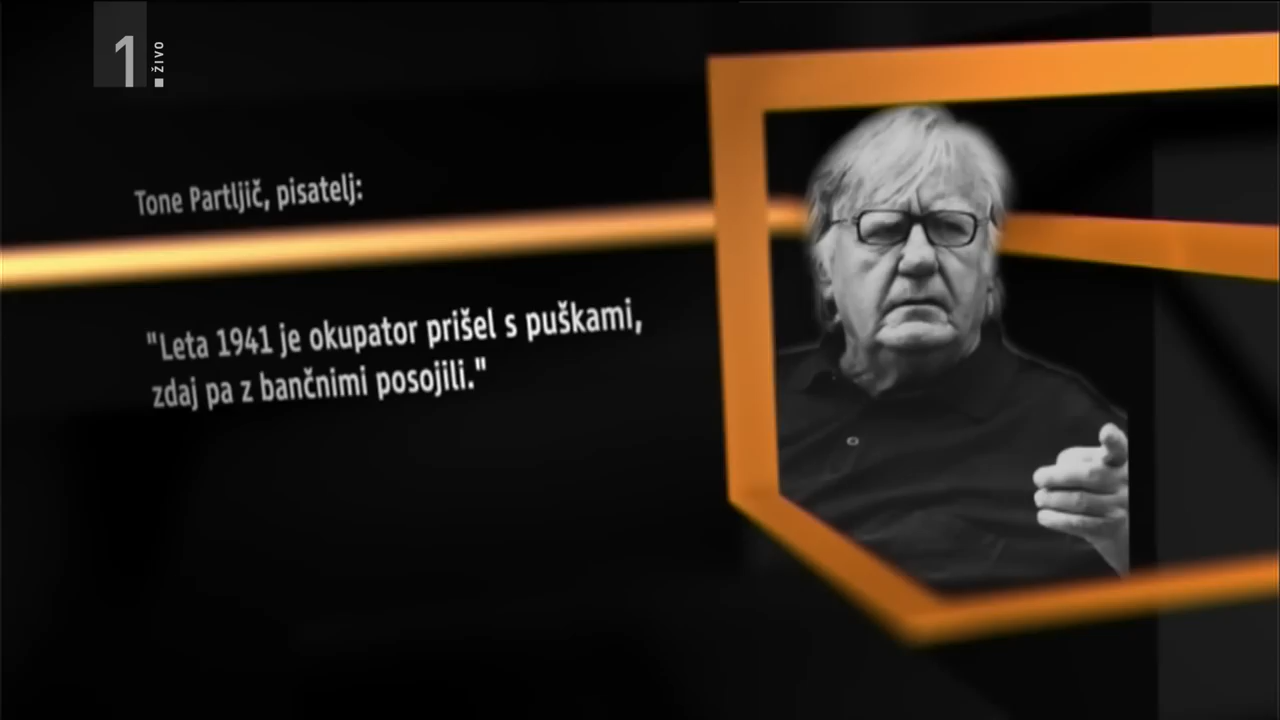 1
živo
Tone Partljič, pisatelj:
"Leta 1941 je okupator prišel s puškami,
zdaj pa z bančnimi posojili."